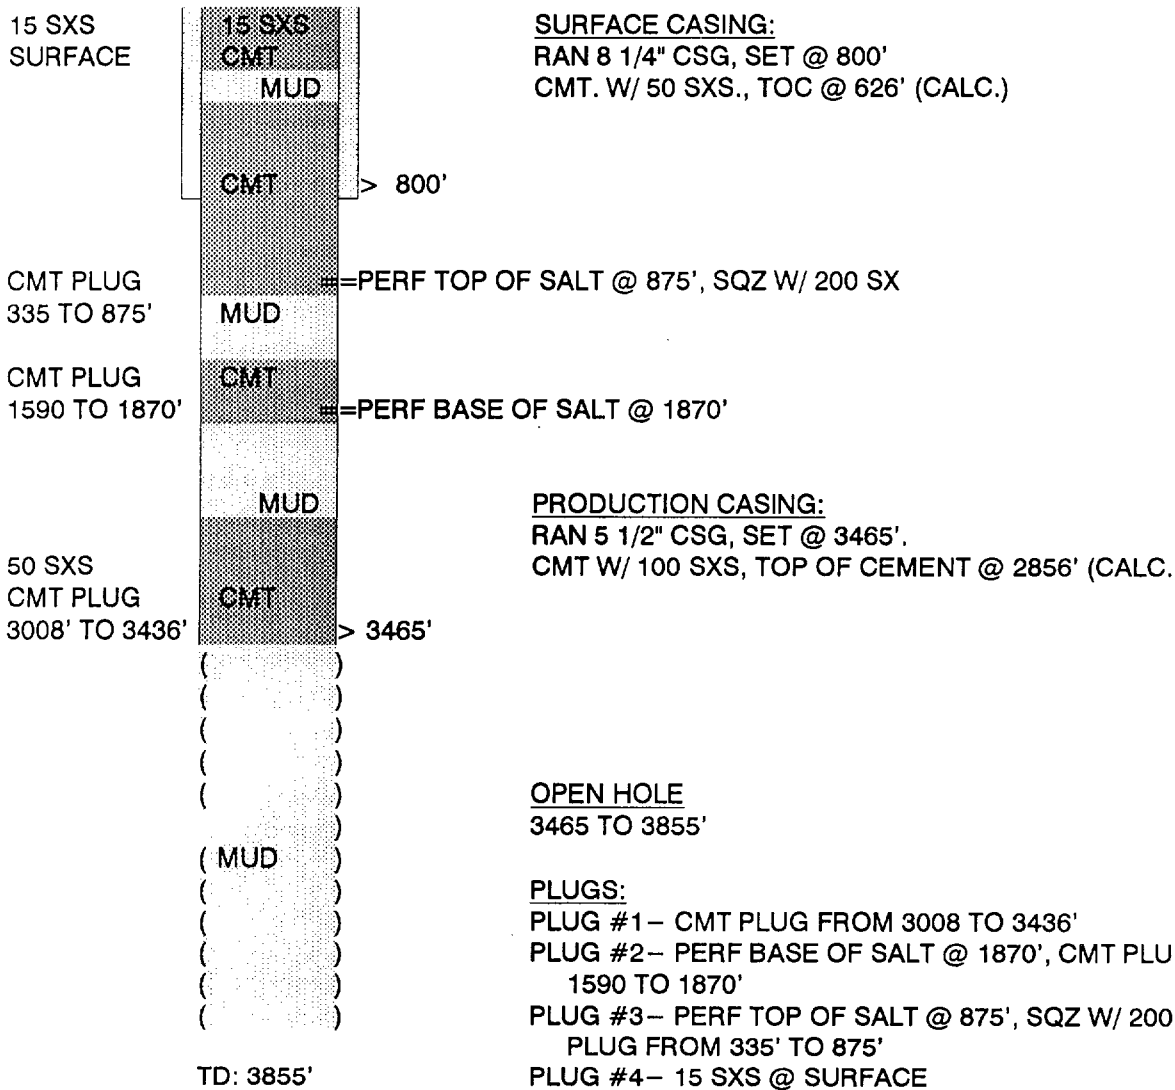 15 SXS
SURFACE
15 SXS
CMT
MUD
SURFACE CASING:
RAN 8 1/4" CSG, SET @ 800'
CMT. W/ 50 SXS., TOC @ 626' (CALC.)
CMT
> 800'
CMT PLUG
335 TO 875'
==PERF TOP OF SALT @ 875', SQZ W/ 200 SX
MUD
CMT PLUG
1590 TO 1870'
CMT
==PERF BASE OF SALT @ 1870'
MUD
PRODUCTION CASING:
RAN 5 1/2" CSG, SET @ 3465'.
CMT W/ 100 SXS, TOP OF CEMENT @ 2856' (CALC.
50 SXS
CMT PLUG
3008' TO 3436'
CMT
> 3465'
OPEN HOLE
3465 TO 3855'
MUD
PLUGS:
PLUG #1– CMT PLUG FROM 3008 TO 3436'
PLUG #2– PERF BASE OF SALT @ 1870', CMT PLU
1590 TO 1870'
PLUG #3– PERF TOP OF SALT @ 875', SQZ W/ 200
PLUG FROM 335' TO 875'
PLUG #4– 15 SXS @ SURFACE
TD: 3855'